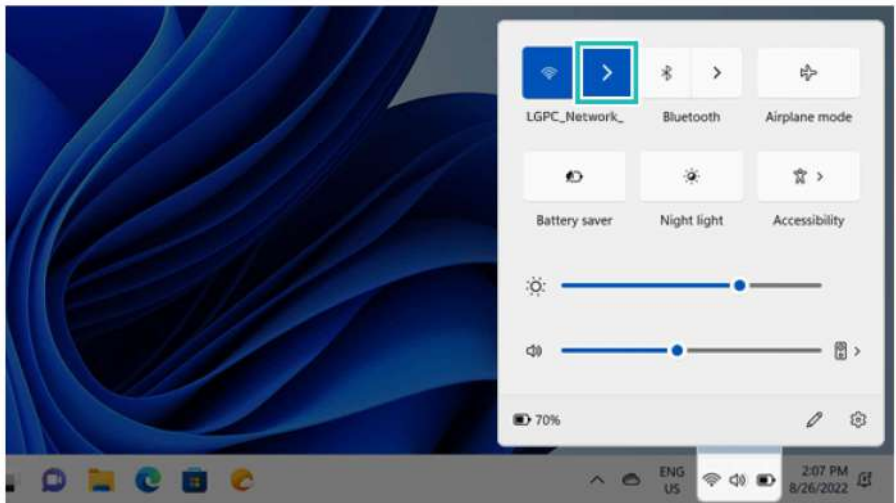 LGPC_Network_ Bluetooth Airplane mode
Battery saver Night light Accessibility
70%
ENG 2:07 PM
US 8/26/2022